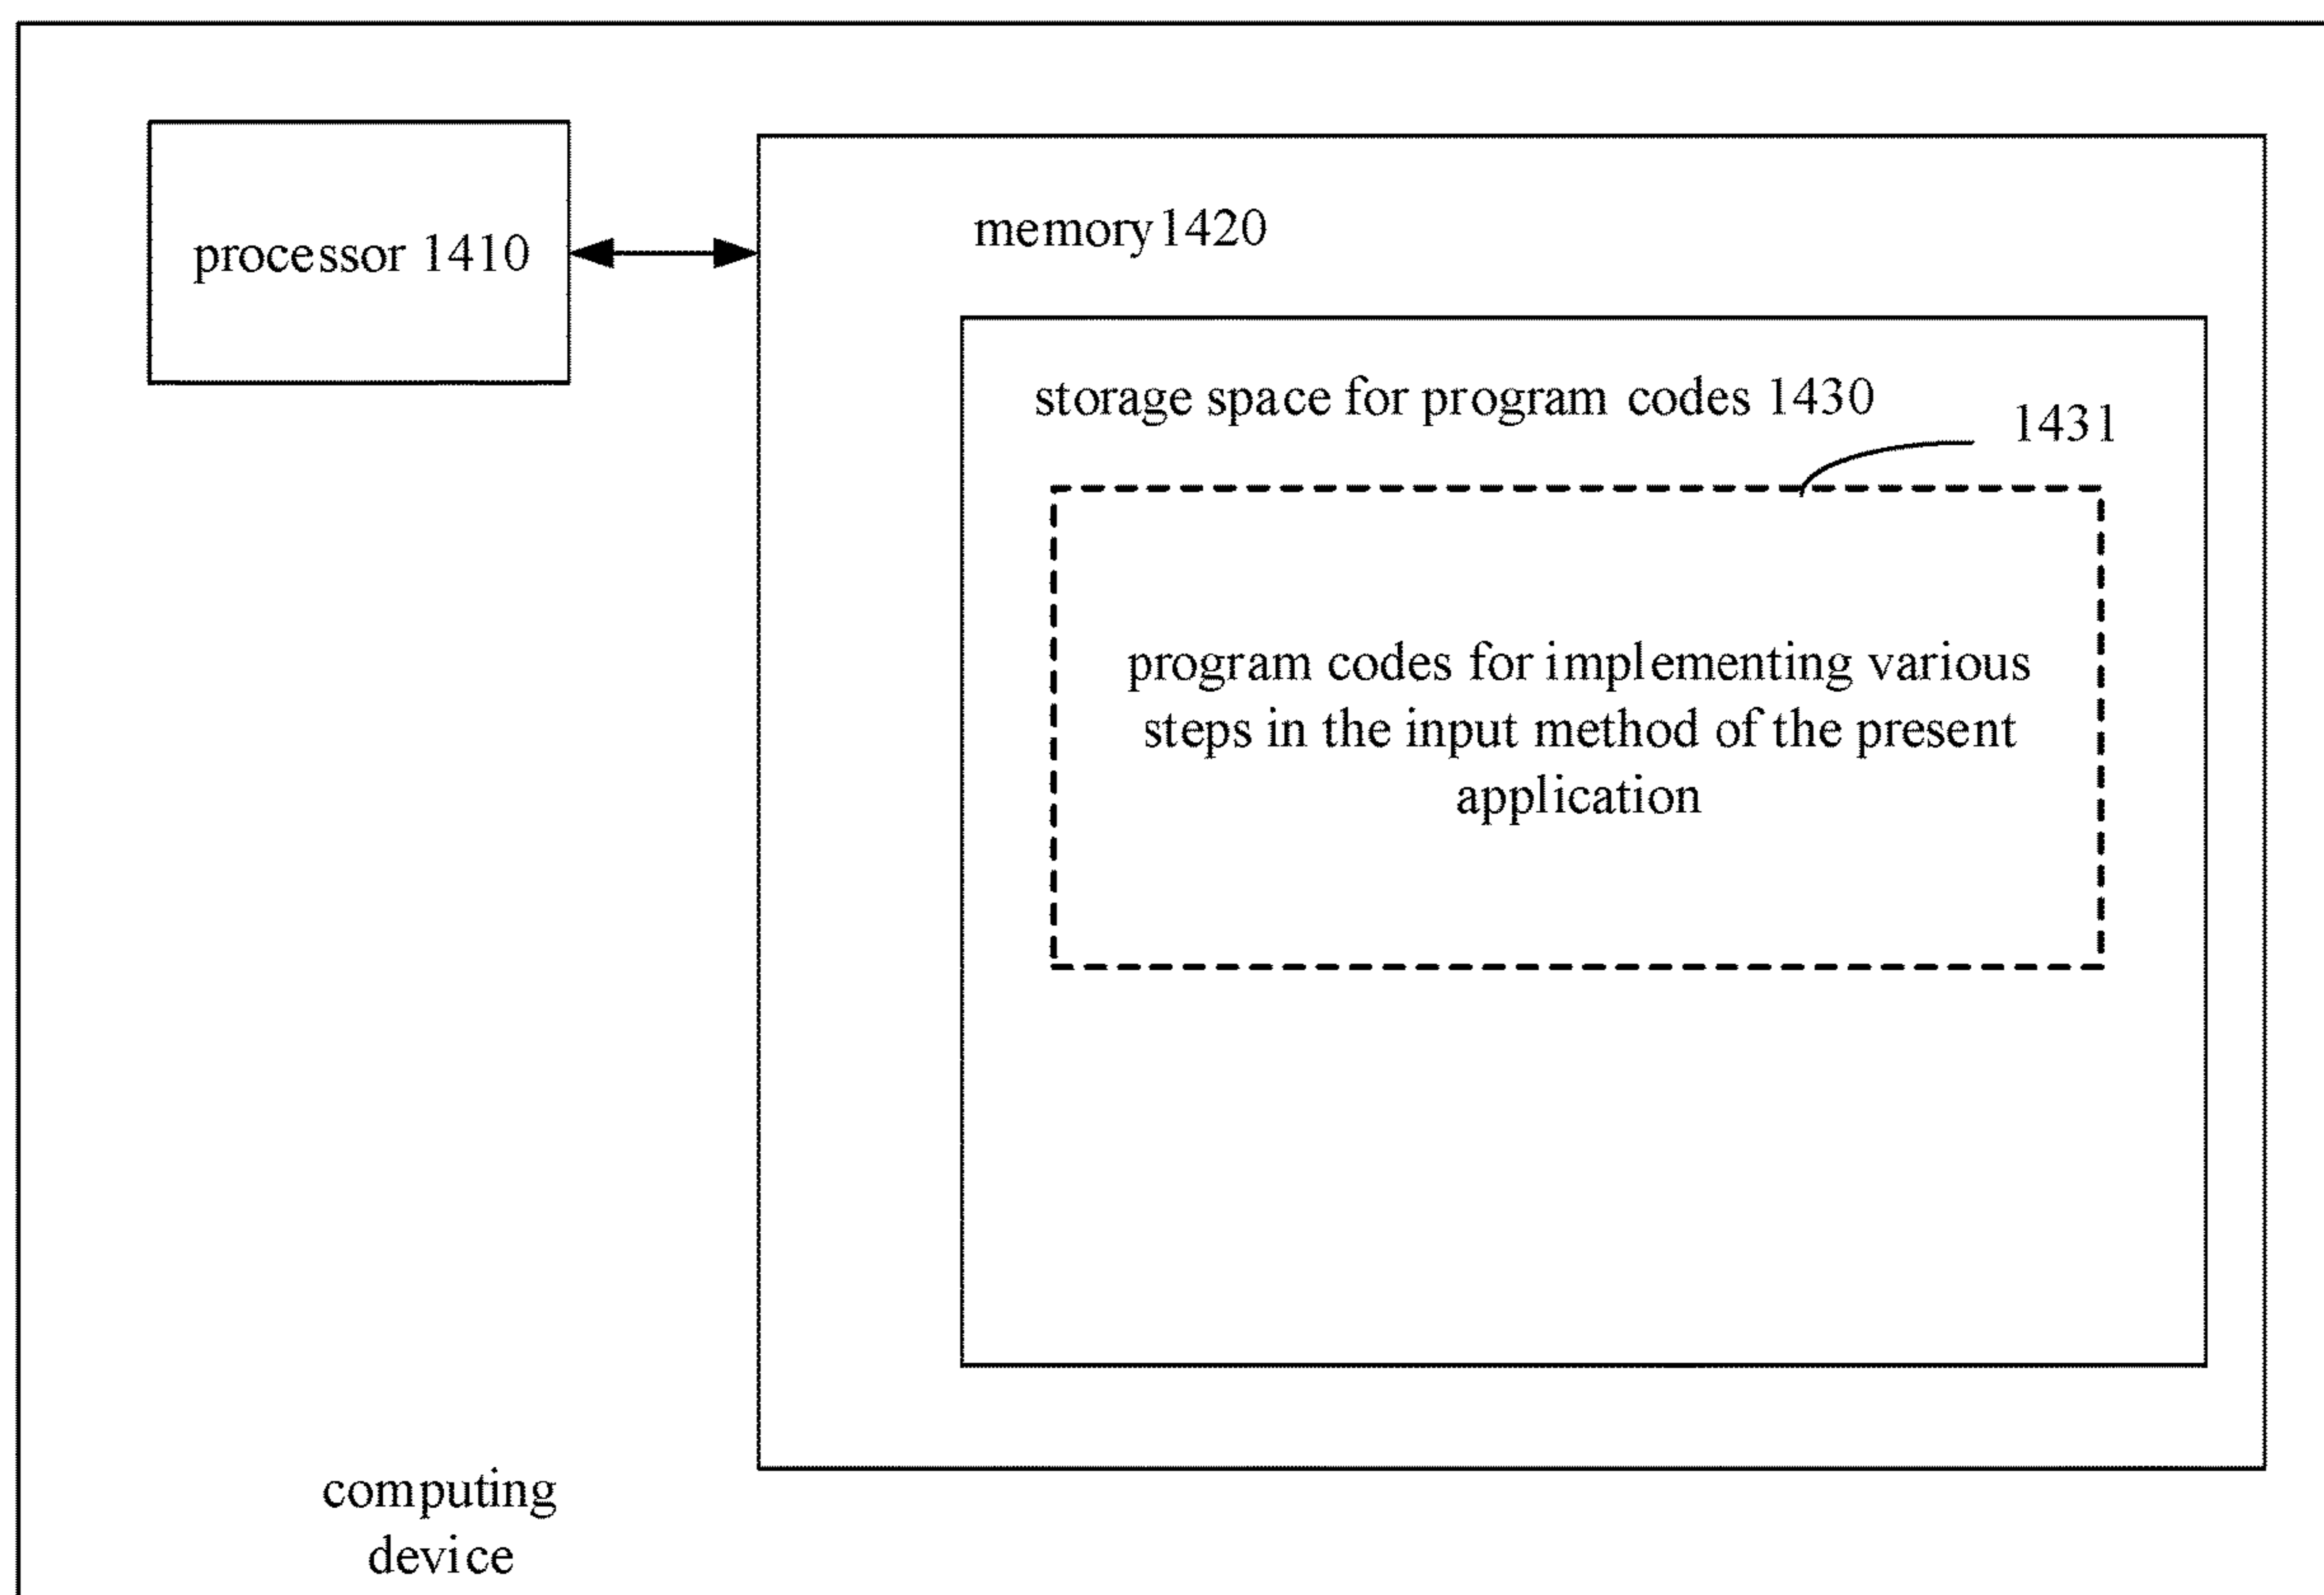 processor 1410
memory1420
storage space for program codes 1430
1431
program codes for implementing various
steps in the input method of the present
application
computing
device